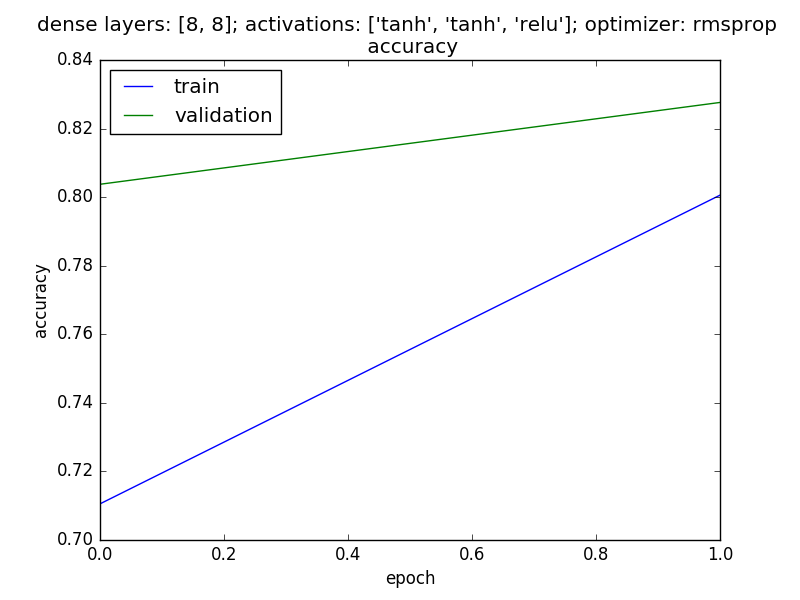 dense layers: [8, 8]; activations: ['tanh', 'tanh', 'relu']; optimizer: rmsprop
accuracy
train
validation
0.84
0.82
0.80
0.78
0.76
0.74
0.72
0.70
accuracy
0.0 0.2 0.4 0.6 0.8 1.0
epoch